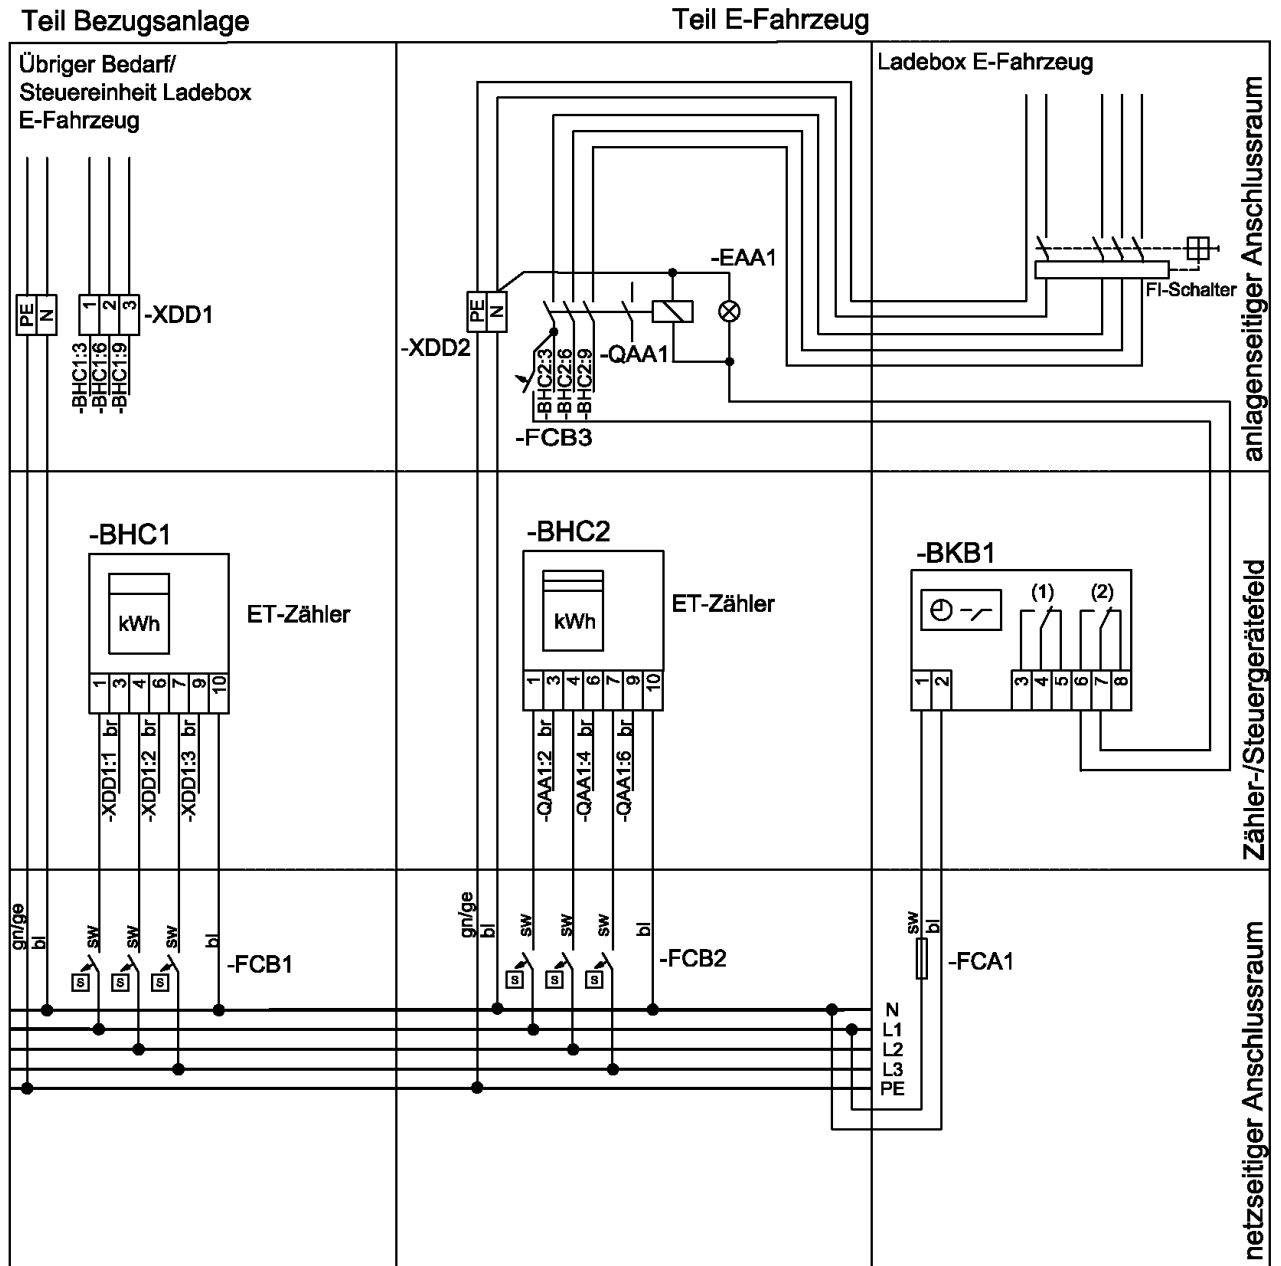 Teil Bezugsanlage
Teil E-Fahrzeug
Übriger Bedarf/
Steuereinheit Ladebox
E-Fahrzeug
Ladebox E-Fahrzeug
anlagenseitiger Anschlussraum
-EAA1
FI-Schalter
PE N 1 2 3
-XDD1
PE N
-XDD2
-QAA1
-BHC1:3
-BHC1:6
-BHC1:9
-BHC2:3
-BHC2:6
-BHC2:9
-FCB3
-BHC1
-BHC2
-BKB1
Zähler-/Steuergerätefeld
kWh
ET-Zähler
kWh
ET-Zähler
(1) (2)
1 3 4 6 7 9 10
1 3 4 6 7 9 10
1 2 3 4 5 6 7 8
-XDD1:1 br
-XDD1:2 br
-XDD1:3 br
-QAA1:2 br
-QAA1:4 br
-QAA1:6 br
gn/ge bl sw sw sw bl
gn/ge bl sw sw sw bl
sw bl
s s s
-FCB1
s s s
-FCB2
-FCA1
N
L1
L2
L3
PE
netzseitiger Anschlussraum